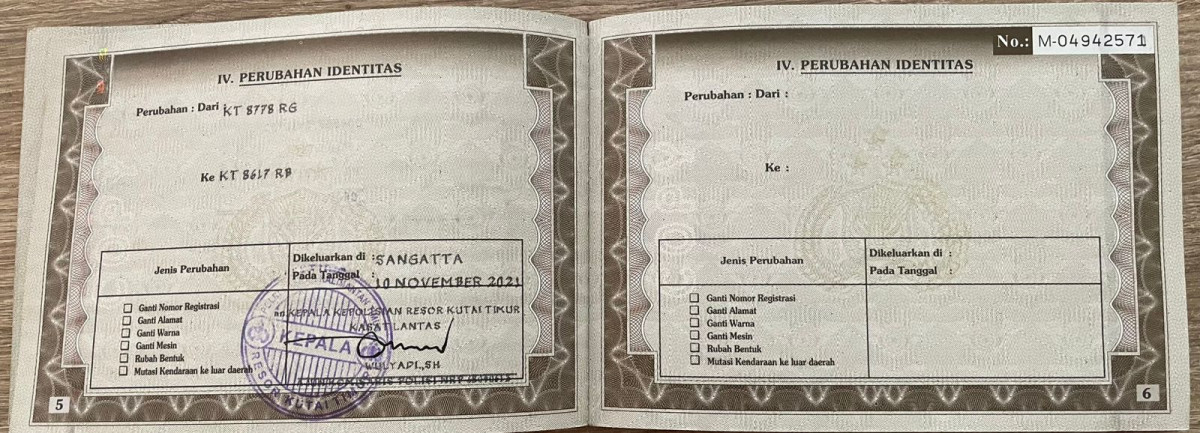 IV. PERUBAHAN IDENTITAS
Perubahan : Dari : KT 8778 RG
Ke KT 8617 RB
Jenis Perubahan
Dikeluarkan di : SANGATTA
Pada Tanggal : 10 NOVEMBER 2021
Ganti Nomor Registrasi
Ganti Alamat
Ganti Warna
Ganti Mesin
Rubah Bentuk
Mutasi Kendaraan ke luar daerah
an. KEPALA KEPOLISIAN RESOR KUTAI TIMUR
KASAT LANTAS
KEPALA
RESOR KUTAI TIMUR
5
No.: M-04942571
IV. PERUBAHAN IDENTITAS
Perubahan : Dari :
Ke :
Jenis Perubahan
Dikeluarkan di :
Pada Tanggal :
Ganti Nomor Registrasi
Ganti Alamat
Ganti Warna
Ganti Mesin
Rubah Bentuk
Mutasi Kendaraan ke luar daerah
6